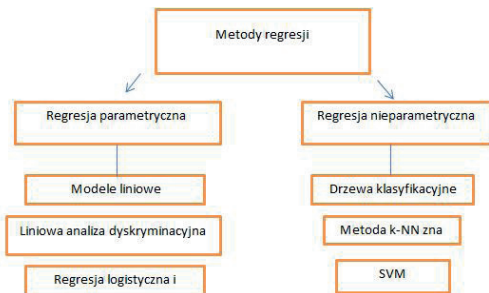 Metody regresji
Regresja parametryczna
Regresja nieparametryczna
Modele liniowe
Drzewa klasyfikacyjne
Liniowa analiza dyskryminacyjna
Metoda k-NN zna
Regresja logistyczna i
SVM